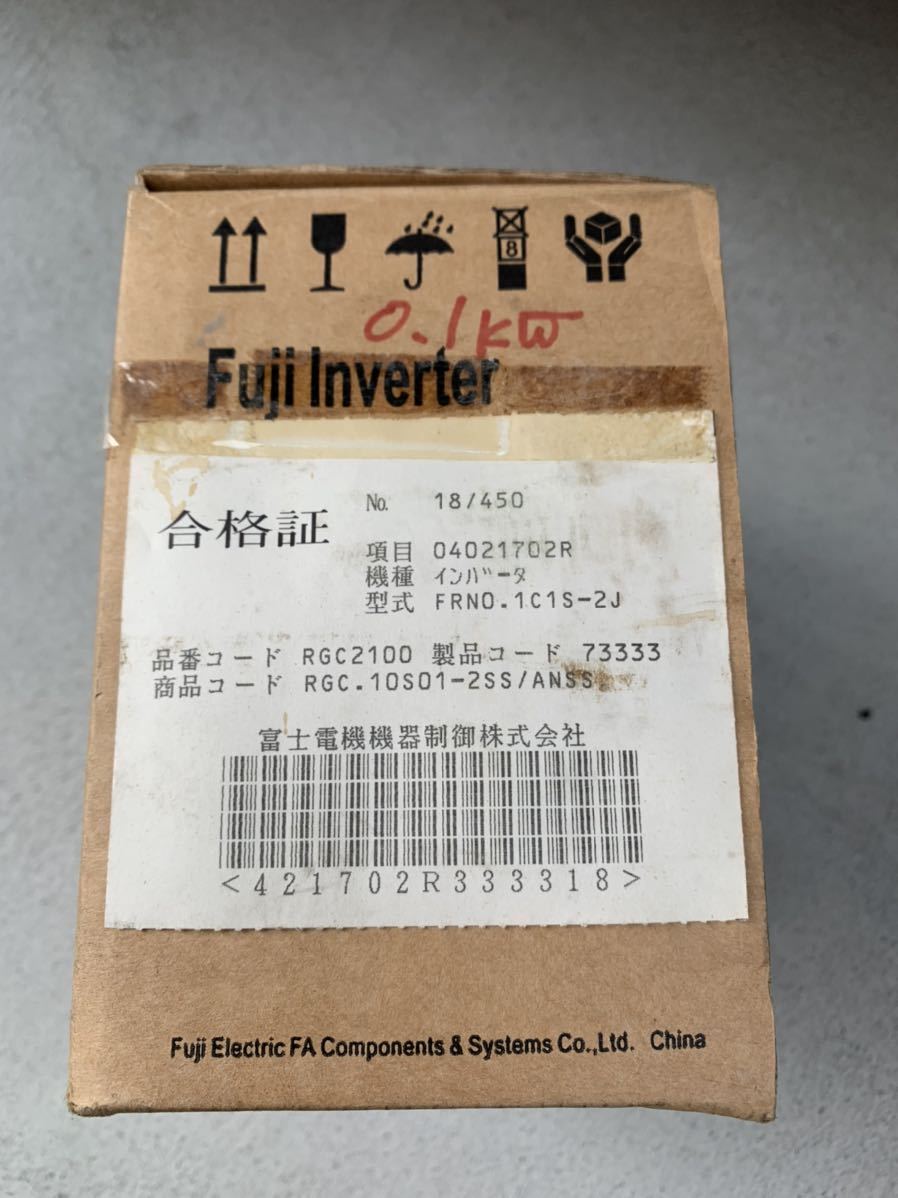 8
0.1kW
Fuji Inverter
合格証
No. 18/450
項目 04021702R
機種 インバータ
型式 FRN0.1C1S-2J
品番コード RGC2100 製品コード 73333
商品コード RGC.10S01-2SS/ANSS
富士電機機器制御株式会社
<421702R333318>
Fuji Electric FA Components & Systems Co.,Ltd. China